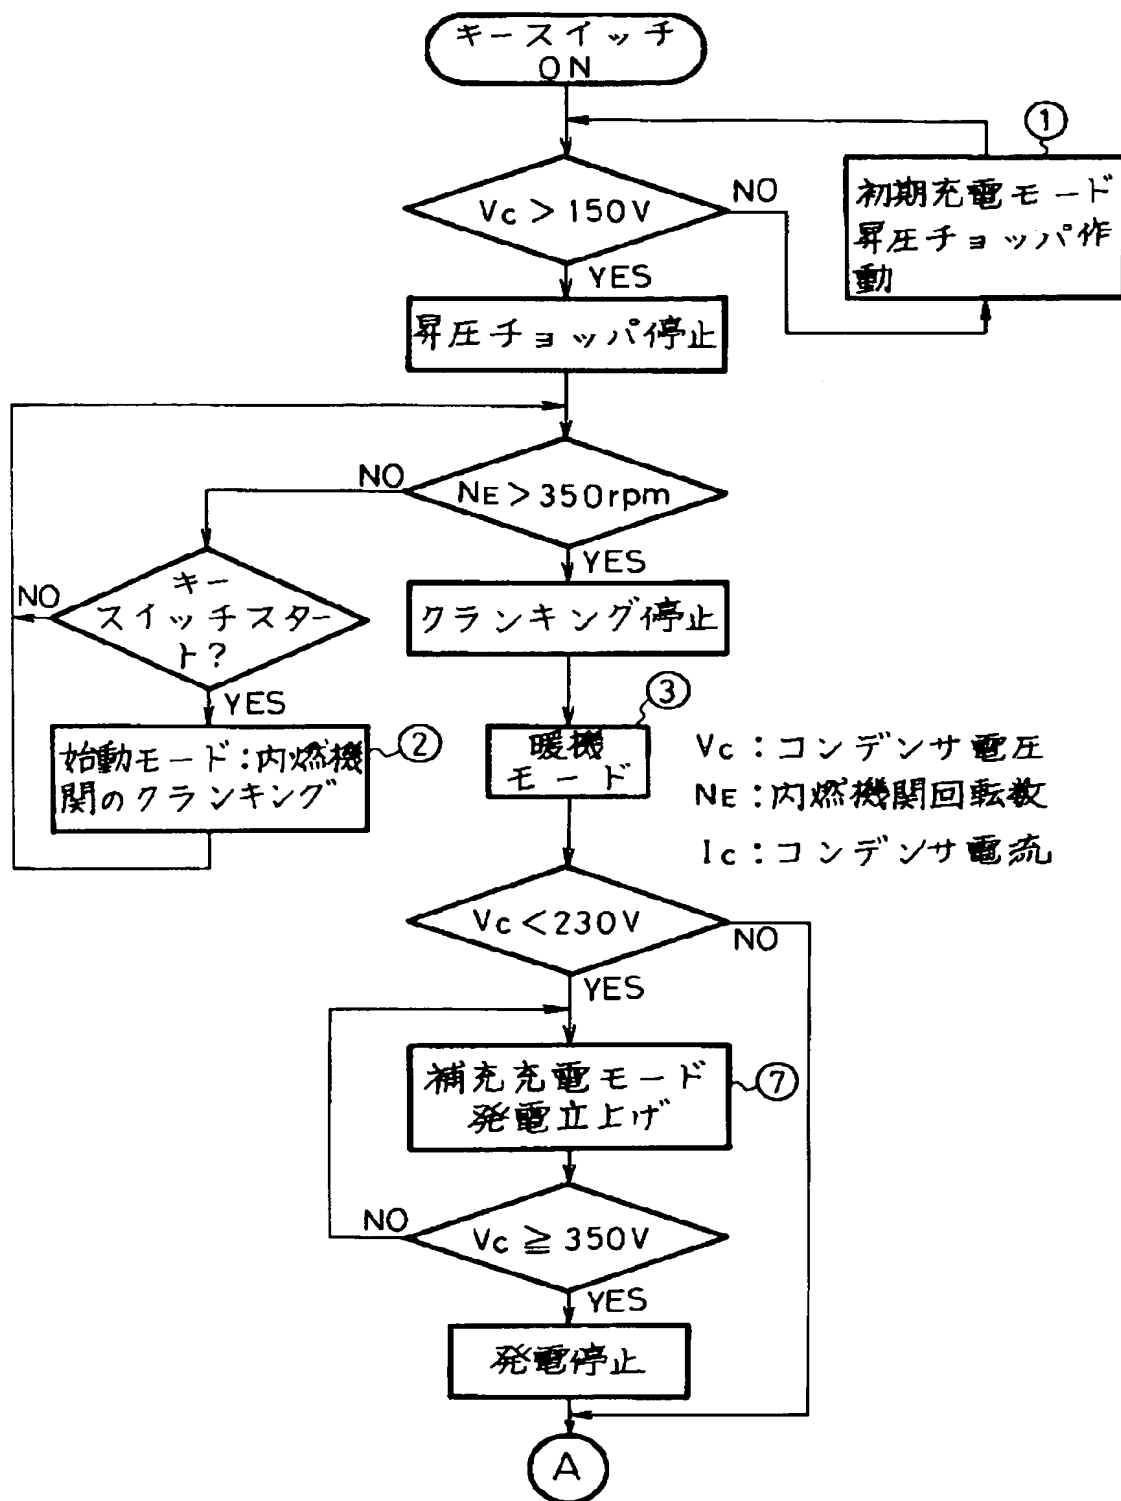 キースイッチ
ON
①
Vc>150V
NO
初期充電モード
昇圧チョッパ作
動
YES
昇圧チョッパ停止
NO
NE>350rpm
YES
キー
スイッチスター
ト?
NO
YES
クランキング停止
②
始動モード:内燃機
関のクランキング
③
暖機
モード
Vc:コンデンサ電圧
NE:内燃機関回転数
Ic:コンデンサ電流
Vc<230V
NO
YES
補充充電モード
発電立上げ
⑦
NO
Vc≧350V
YES
発電停止
A